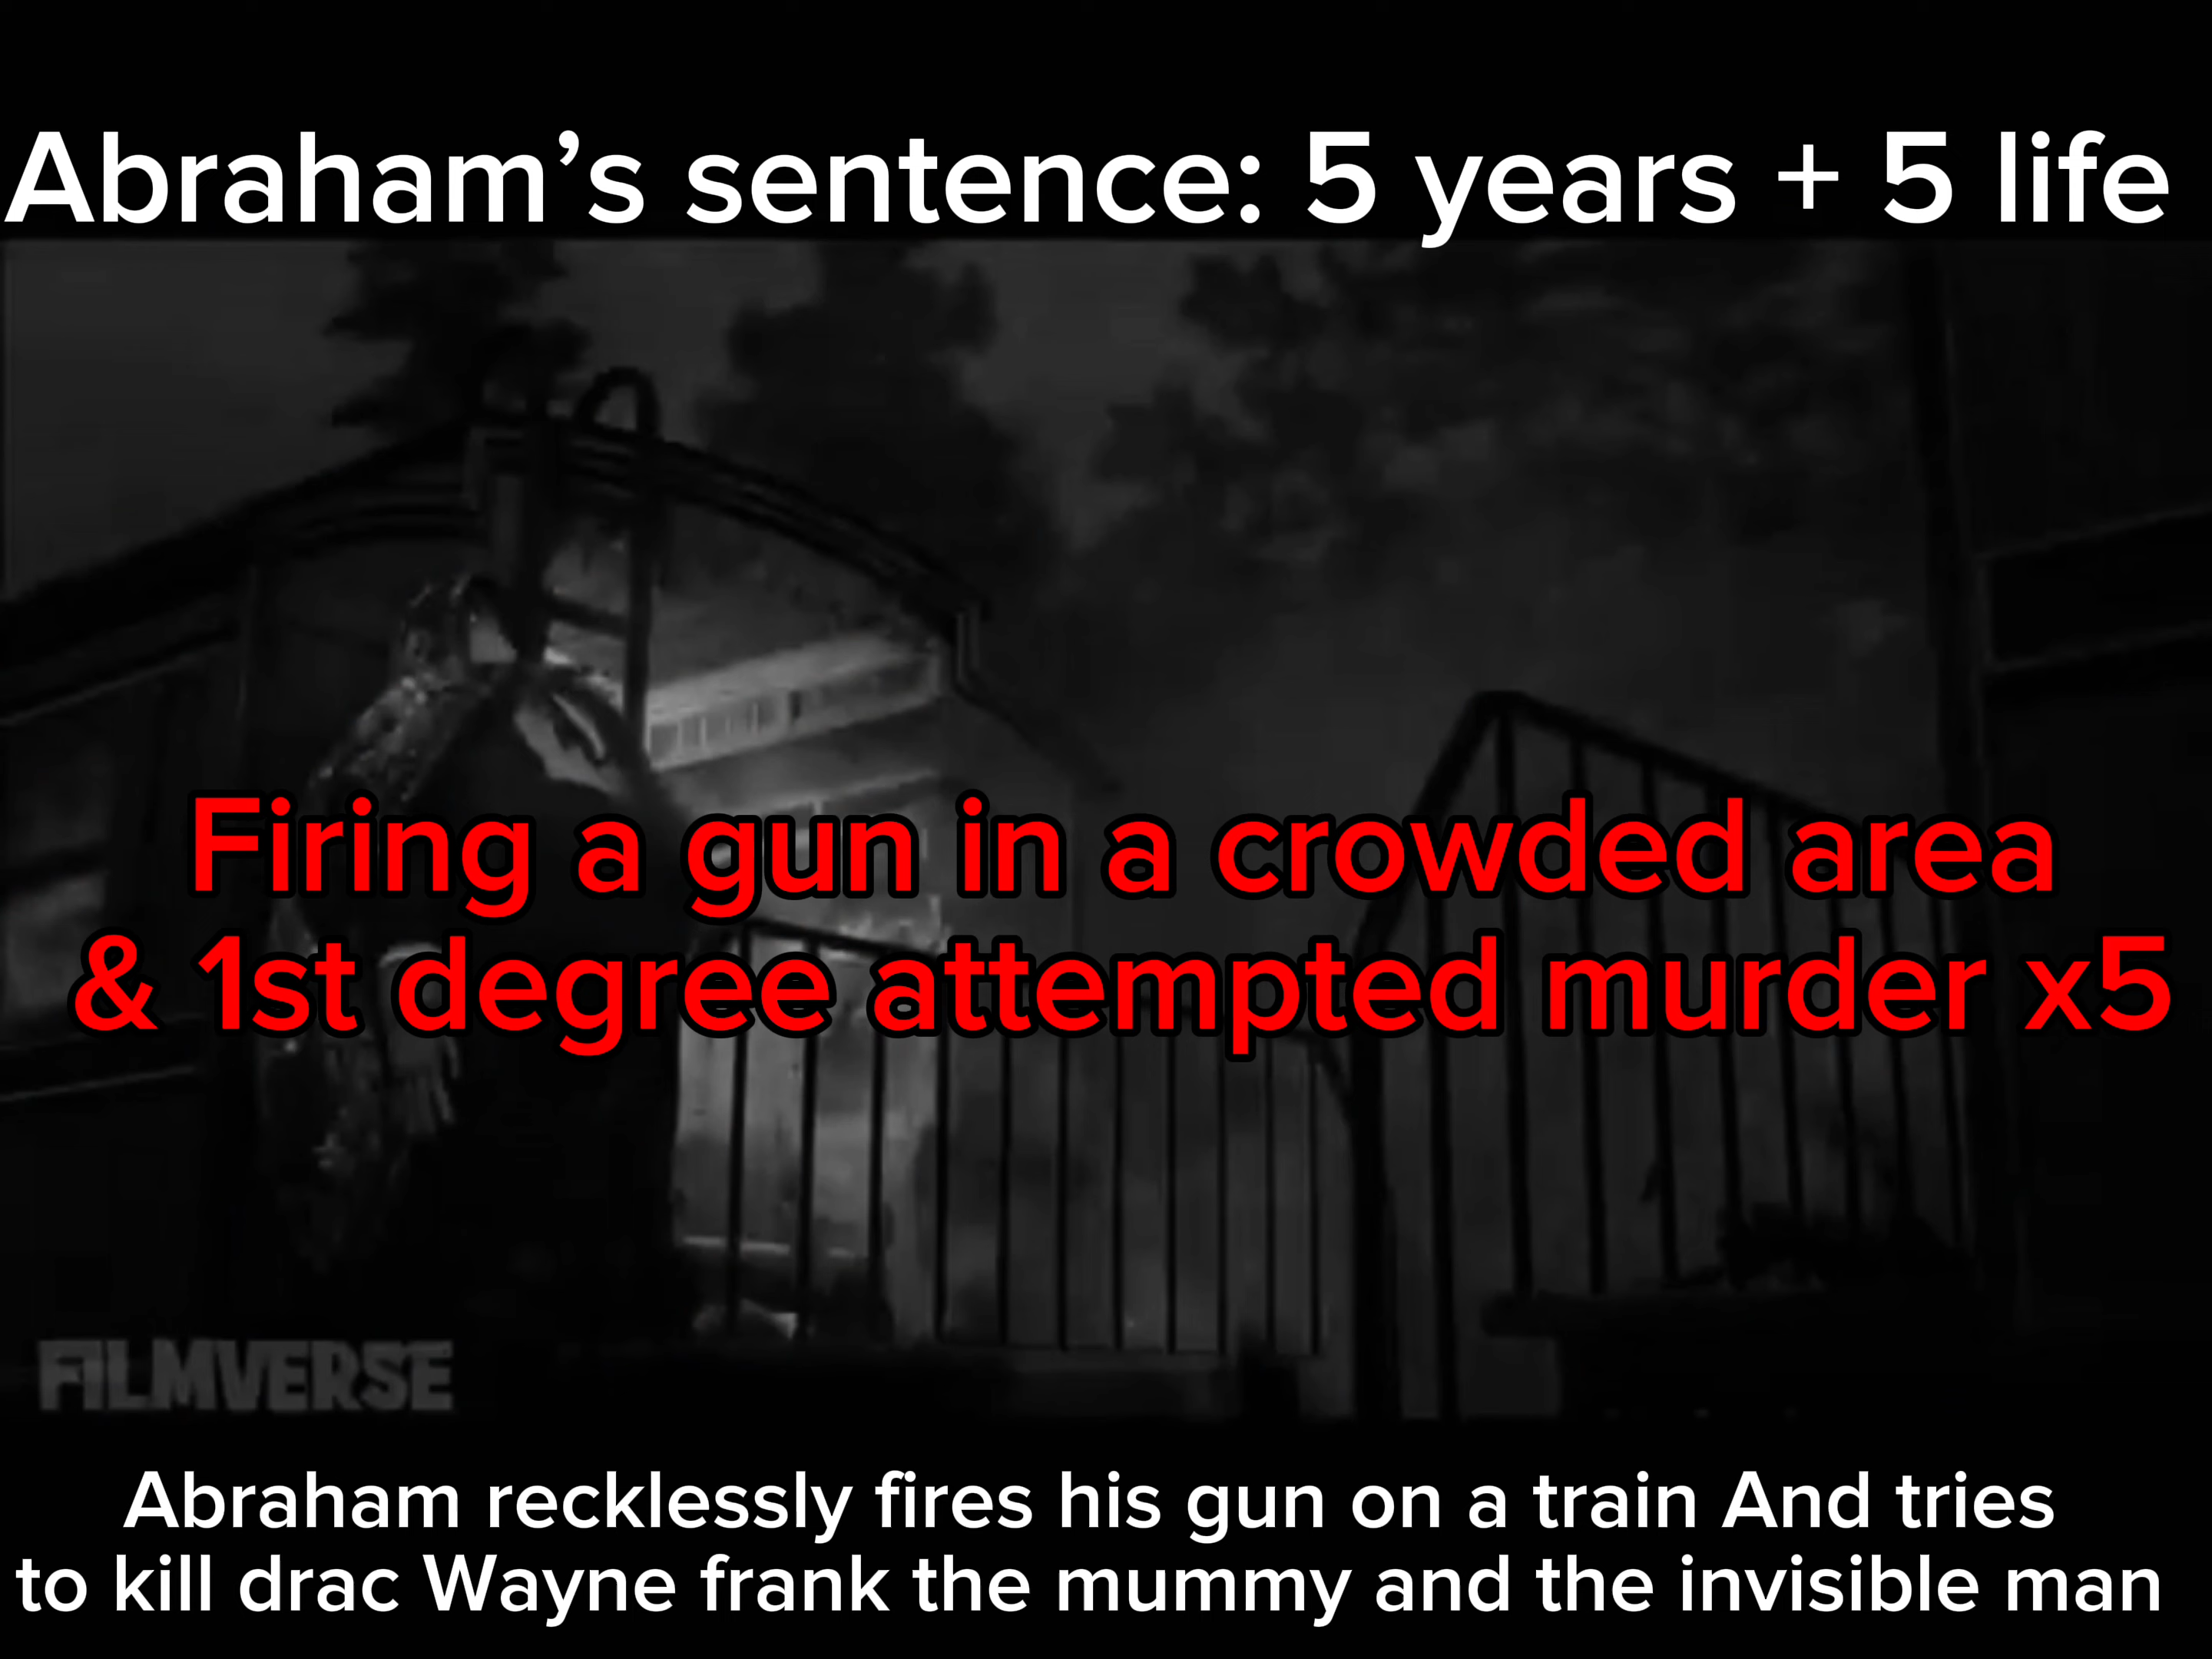 Abraham’s sentence: 5 years + 5 life
Firing a gun in a crowded area
& 1st degree attempted murder x5
FILMVERSE
Abraham recklessly fires his gun on a train And tries
to kill drac Wayne frank the mummy and the invisible man